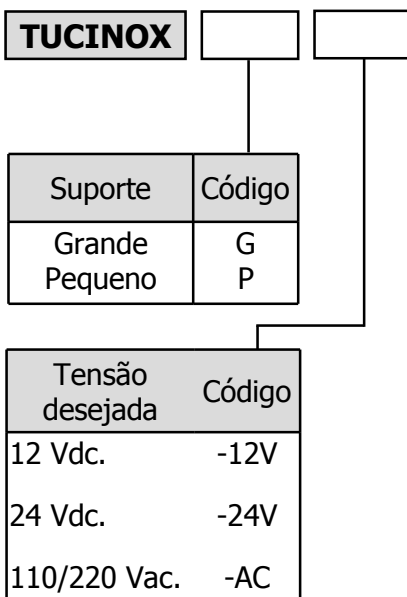 TUCINOX
Suporte Código
Grande G
Pequeno P
Tensão
desejada Código
12 Vdc. -12V
24 Vdc. -24V
110/220 Vac. -AC